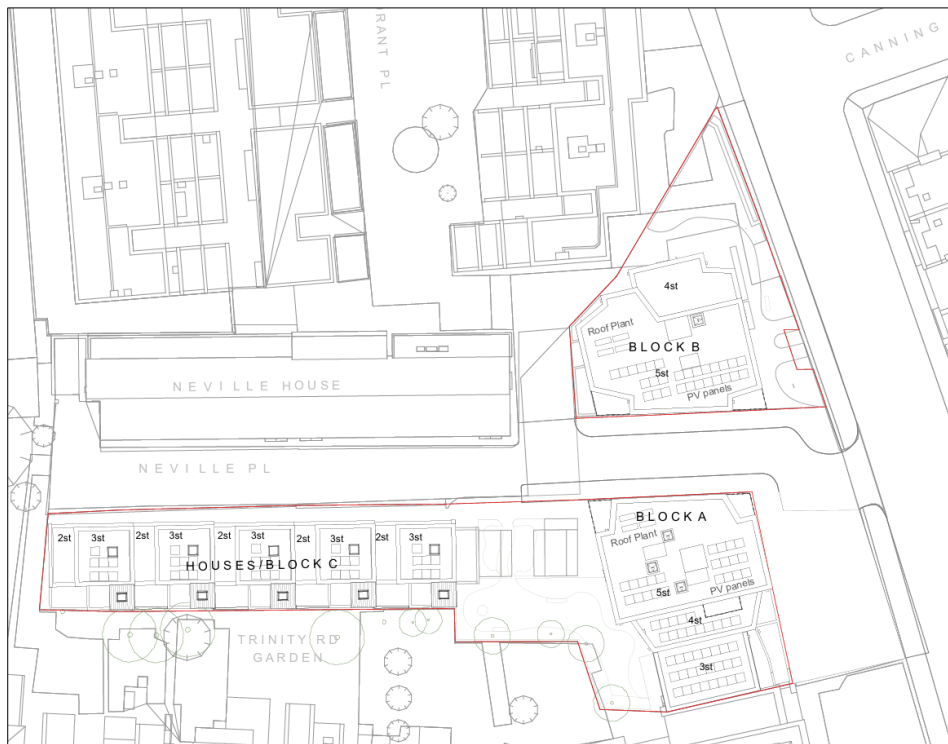 RANT PL
CANNING
4st
Roof Plant
BLOCK B
5st
PV panels
NEVILLE HOUSE
NEVILLE PL
BLOCK A
Roof Plant
5st
PV panels
4st
3st
2st
3st
2st
3st
2st
3st
2st
3st
2st
3st
HOUSES/BLOCK C
TRINITY RD
GARDEN